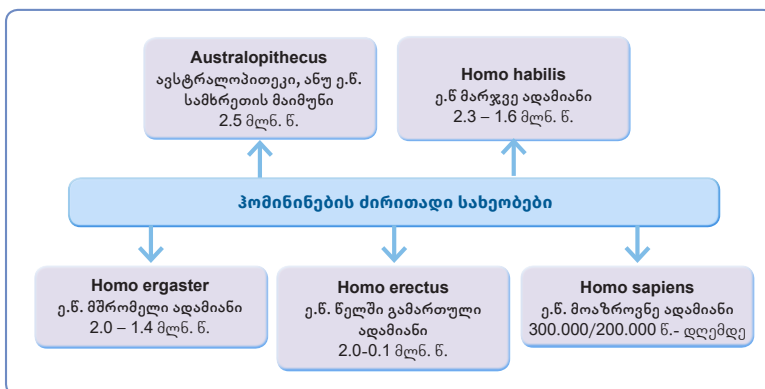 Australopithecus
ავსტრალოპითეკი, ანუ ე.წ.
სამხრეთის მაიმუნი
2.5 მლნ. წ.
Homo habilis
ე.წ მარჯვე ადამიანი
2.3 – 1.6 მლნ. წ.
ჰომინინების ძირითადი სახეობები
Homo ergaster
ე.წ. მშრომელი ადამიანი
2.0 – 1.4 მლნ. წ.
Homo erectus
ე.წ. წელში გამართული
ადამიანი
2.0-0.1 მლნ. წ.
Homo sapiens
ე.წ. მოაზროვნე ადამიანი
300.000/200.000 წ.- დღემდე